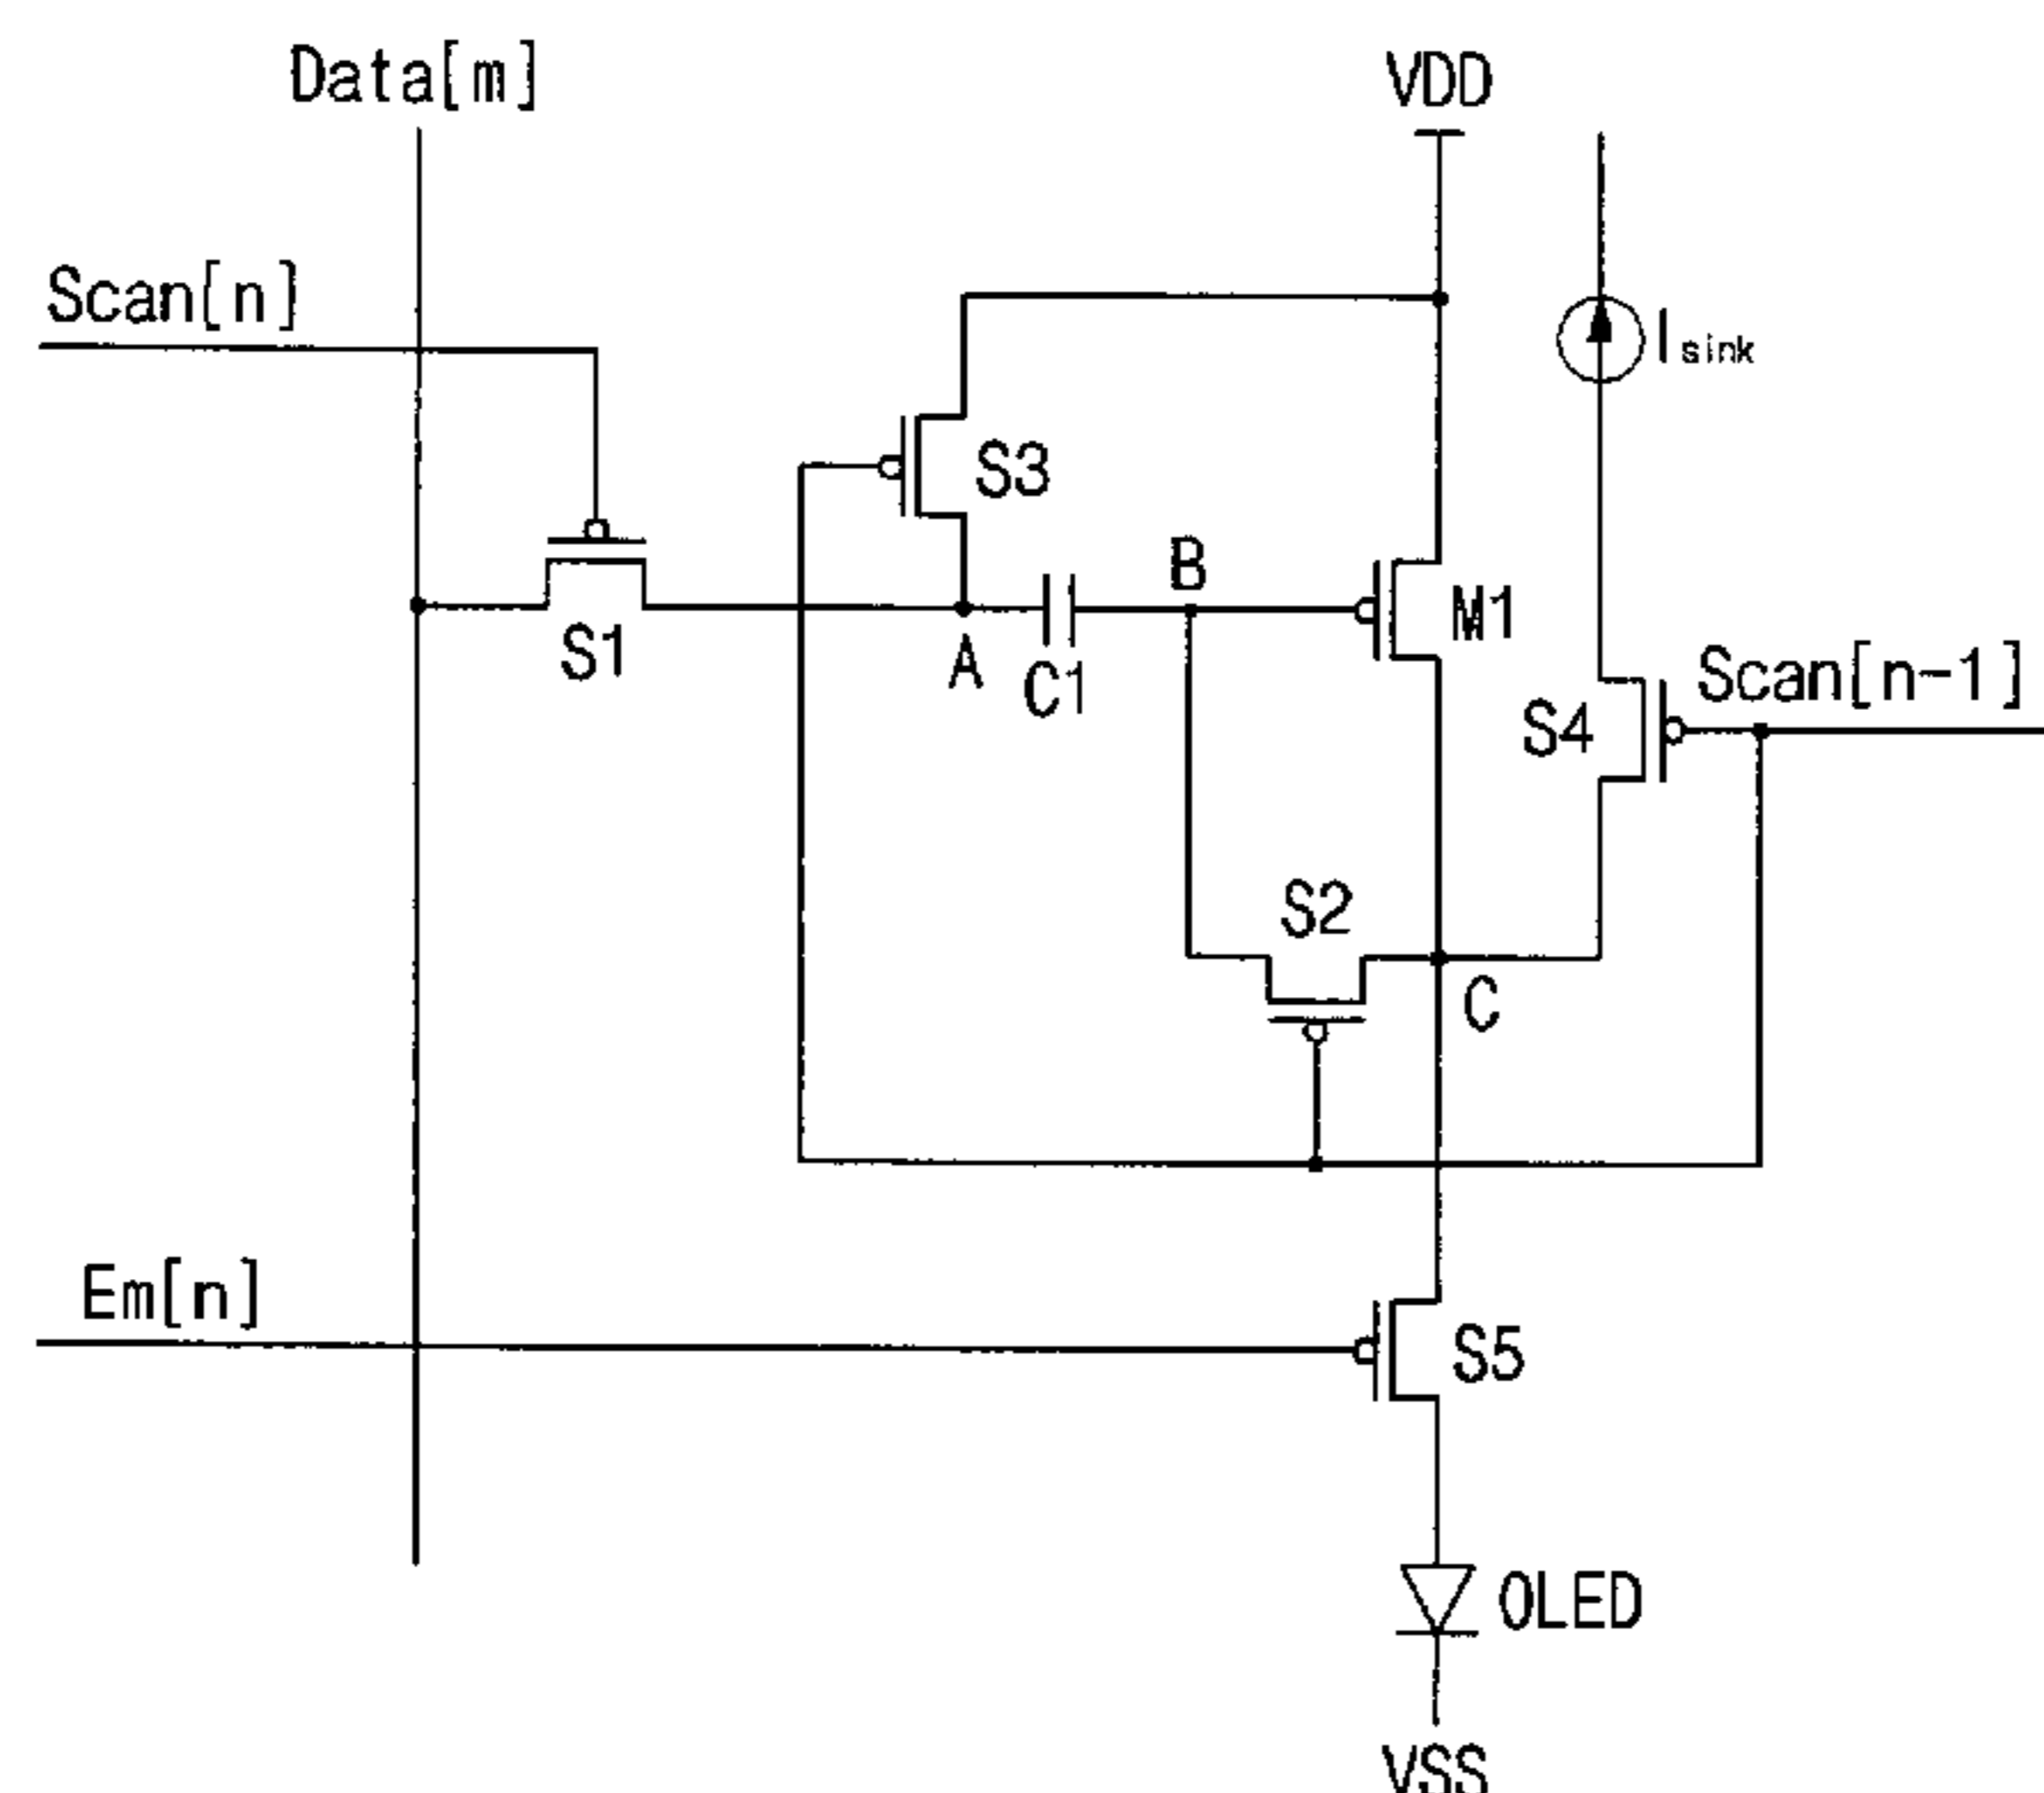 Data[m]
VDD
Scan[n]
Isink
S3
B
M1
S1
A
C1
Scan[n-1]
S4
S2
C
Em[n]
S5
OLED
VSS